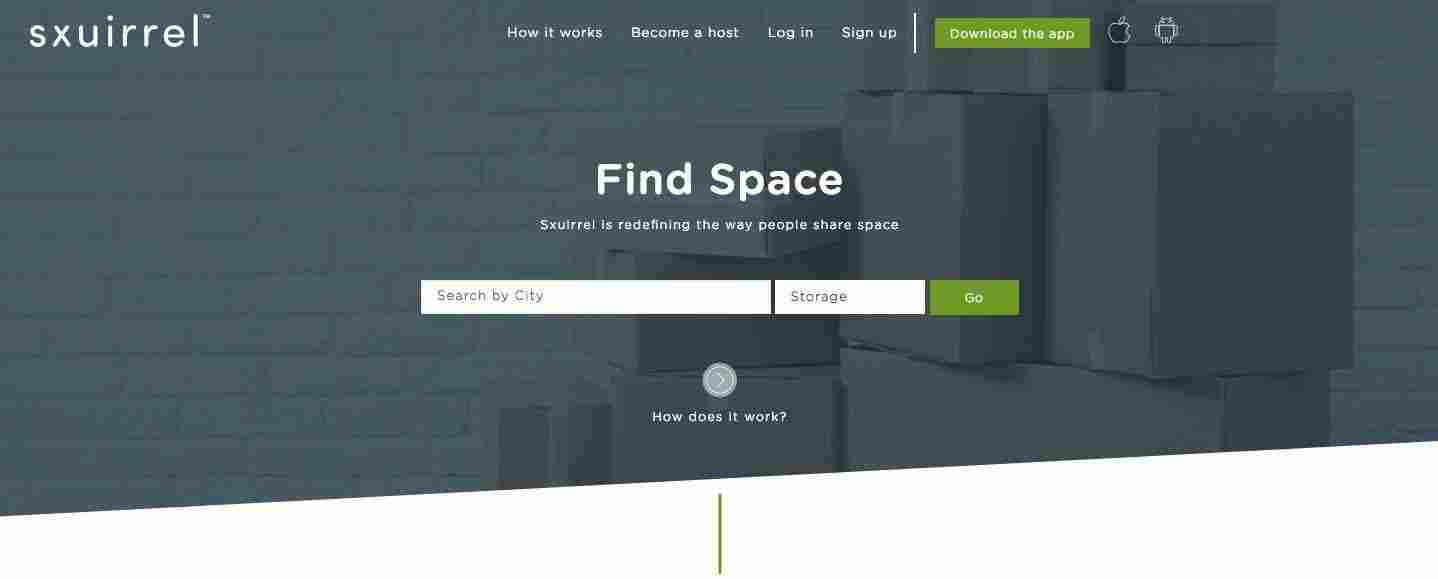 sxuirrel™
How it works
Become a host
Log in
Sign up
Download the app
Find Space
Sxuirrel is redefining the way people share space
Search by City
Storage
Go
How does it work?